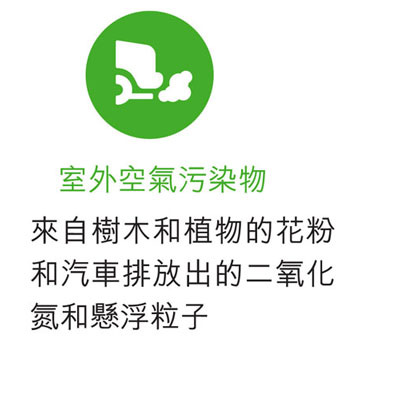 室外空氣污染物
來自樹木和植物的花粉
和汽車排放出的二氧化
氮和懸浮粒子